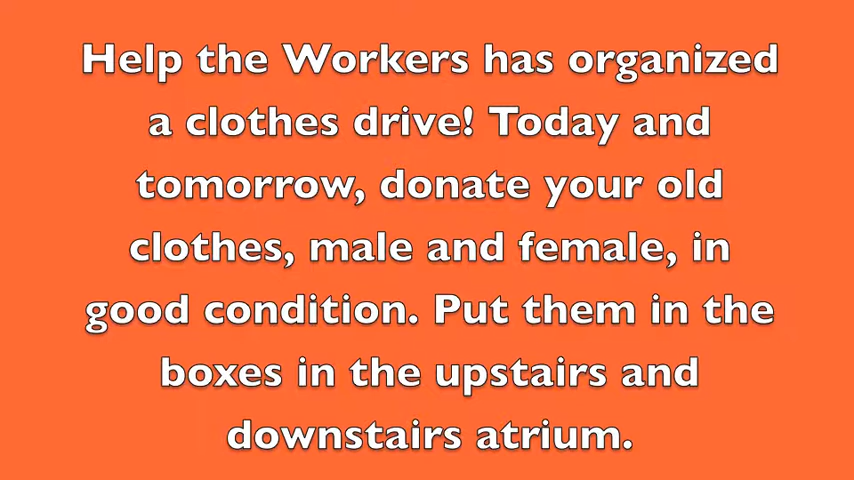 Help the Workers has organized
a clothes drive! Today and
tomorrow, donate your old
clothes, male and female, in
good condition. Put them in the
boxes in the upstairs and
downstairs atrium.